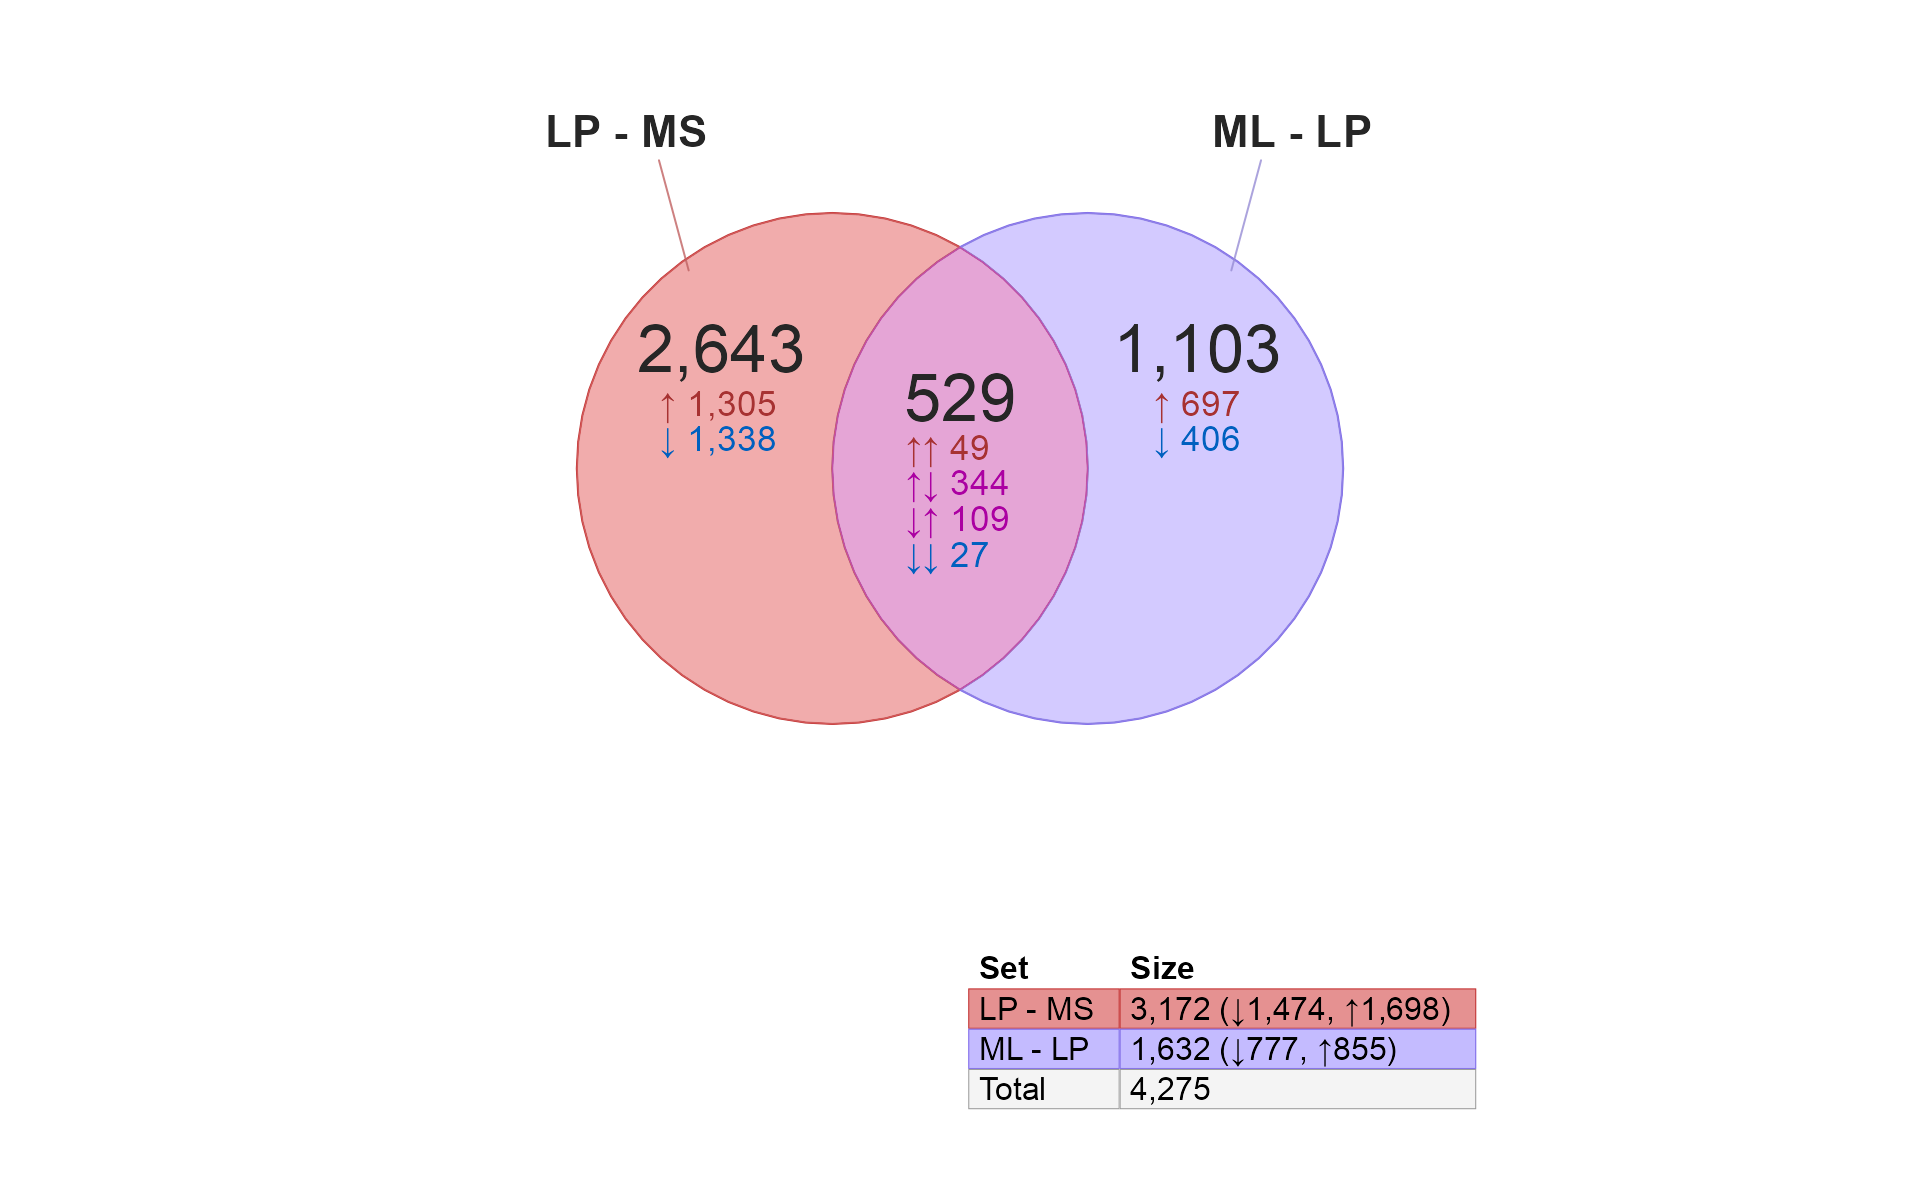 LP - MS
ML - LP
2,643
↑ 1,305
↓ 1,338
529
↑↑ 49
↑↓ 344
↓↑ 109
↓↓ 27
1,103
↑ 697
↓ 406
Set Size
LP - MS 3,172 (↓1,474, ↑1,698)
ML - LP 1,632 (↓777, ↑855)
Total 4,275